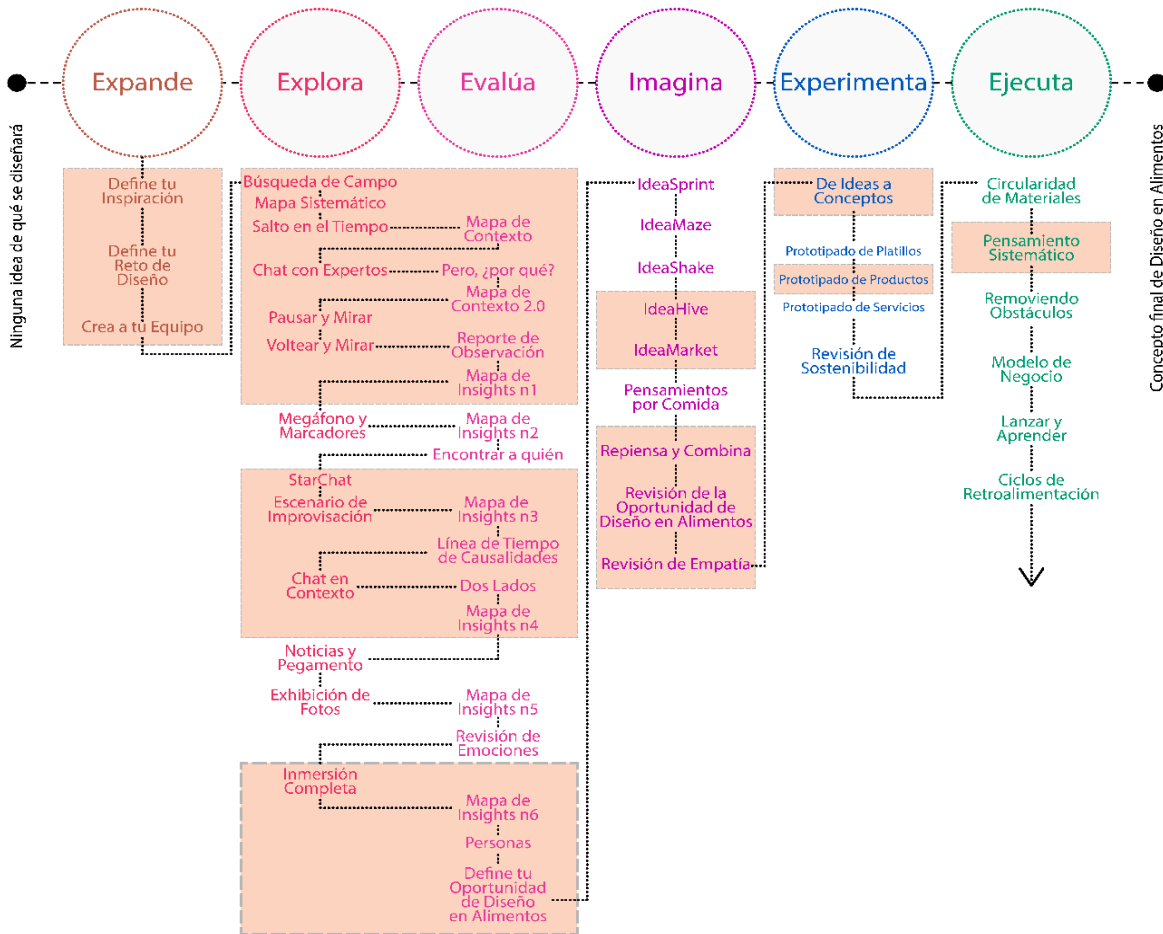 Ninguna idea de qué se diseñará
Expande
Explora
Evalúa
Imagina
Experimenta
Ejecuta
Concepto final de Diseño en Alimentos
Define tu
Inspiración
Define tu
Reto de
Diseño
Crea a tú Equipo
Búsqueda de Campo
Mapa Sistemático
Salto en el Tiempo
Mapa de
Contexto
Chat con Expertos
Pero, ¿por qué?
Mapa de
Contexto 2.0
Pausar y Mirar
Voltear y Mirar
Reporte de
Observación
Mapa de
Insights n1
Megáfono y
Marcadores
Mapa de
Insights n2
Encontrar a quién
StarChat
Escenario de
Improvisación
Mapa de
Insights n3
Línea de Tiempo
de Causalidades
Chat en
Contexto
Dos Lados
Mapa de
Insights n4
Noticias y
Pegamento
Exhibición de
Fotos
Mapa de
Insights n5
Revisión de
Emociones
Inmersión
Completa
Mapa de
Insights n6
Personas
Define tu
Oportunidad
de Diseño
en Alimentos
IdeaSprint
IdeaMaze
IdeaShake
IdeaHive
IdeaMarket
Pensamientos
por Comida
Repiensa y Combina
Revisión de la
Oportunidad de
Diseño en Alimentos
Revisión de Empatía
De Ideas a
Conceptos
Prototipado de Platillos
Prototipado de Productos
Prototipado de Servicios
Revisión de
Sostenibilidad
Circularidad
de Materiales
Pensamiento
Sistemático
Removiendo
Obstáculos
Modelo de
Negocio
Lanzar y
Aprender
Ciclos de
Retroalimentación